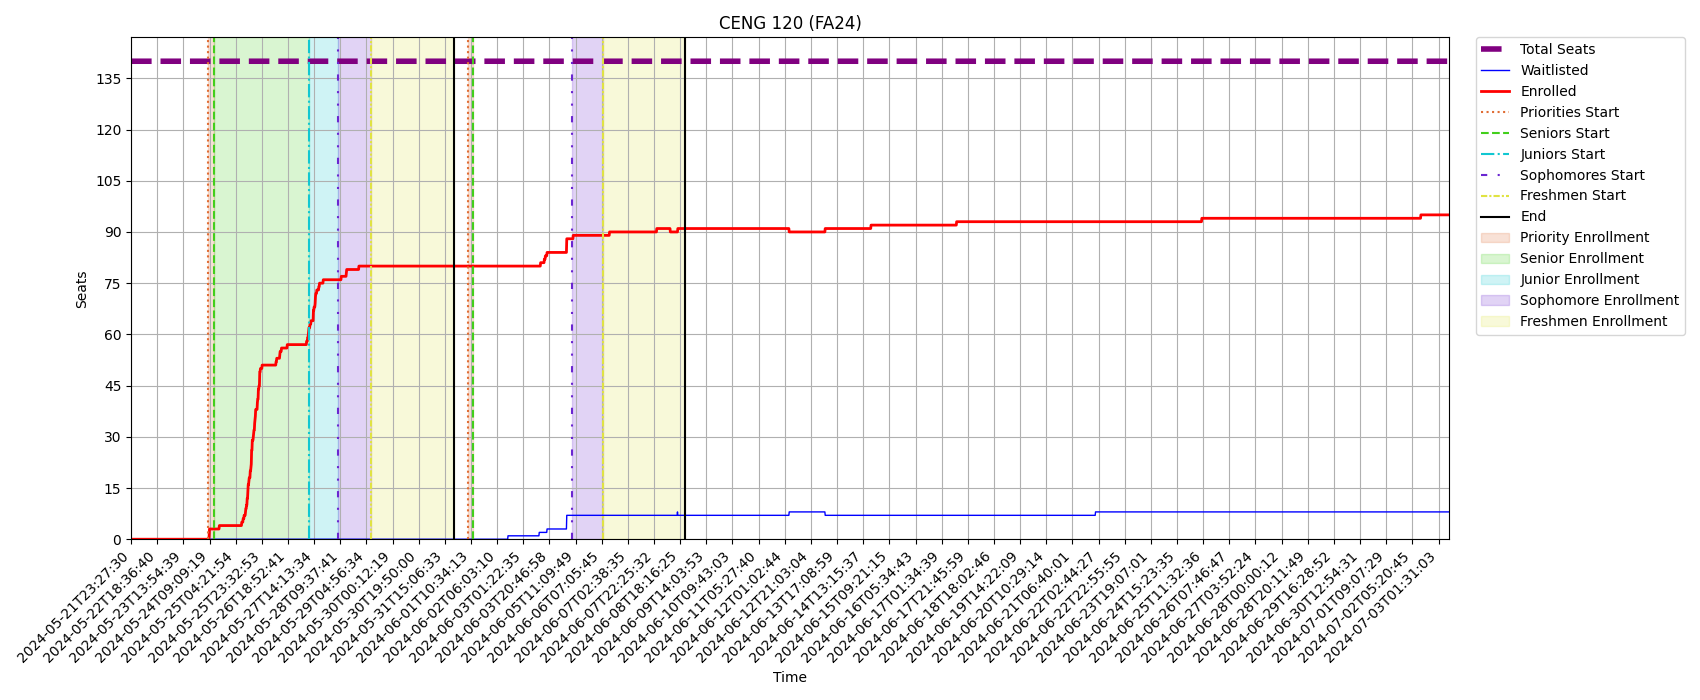 CENG 120 (FA24)
Total Seats
Waitlisted
Enrolled
Priorities Start
Seniors Start
Juniors Start
Sophomores Start
Freshmen Start
End
Priority Enrollment
Senior Enrollment
Junior Enrollment
Sophomore Enrollment
Freshmen Enrollment
Seats
135
120
105
90
75
60
45
30
15
0
2024-05-21T23:27:30
2024-05-22T18:36:40
2024-05-23T13:54:39
2024-05-24T09:09:19
2024-05-25T04:21:54
2024-05-25T23:32:53
2024-05-26T18:52:41
2024-05-27T14:13:34
2024-05-28T09:37:41
2024-05-29T04:56:34
2024-05-30T00:12:19
2024-05-30T19:50:00
2024-05-31T15:06:33
2024-06-01T10:34:13
2024-06-02T06:03:10
2024-06-03T01:22:35
2024-06-03T20:46:58
2024-06-05T11:09:49
2024-06-06T07:05:45
2024-06-07T02:38:35
2024-06-07T22:25:32
2024-06-08T18:16:25
2024-06-09T14:03:53
2024-06-10T09:43:03
2024-06-11T05:27:40
2024-06-12T01:02:44
2024-06-12T21:03:04
2024-06-13T17:08:59
2024-06-14T13:15:37
2024-06-15T09:21:15
2024-06-16T05:34:43
2024-06-17T01:34:39
2024-06-17T21:45:59
2024-06-18T18:02:46
2024-06-19T14:22:09
2024-06-20T10:29:14
2024-06-21T06:40:01
2024-06-22T02:44:27
2024-06-22T22:55:55
2024-06-23T19:07:01
2024-06-24T15:23:35
2024-06-25T11:32:36
2024-06-26T07:46:47
2024-06-27T03:52:24
2024-06-28T00:00:12
2024-06-28T20:11:49
2024-06-29T16:28:52
2024-06-30T12:54:31
2024-07-01T09:07:29
2024-07-02T05:20:45
2024-07-03T01:31:03
Time